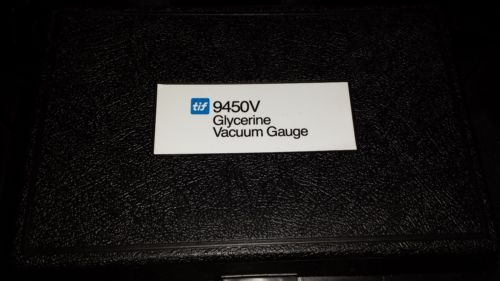 tif 9450V
Glycerine
Vacuum Gauge